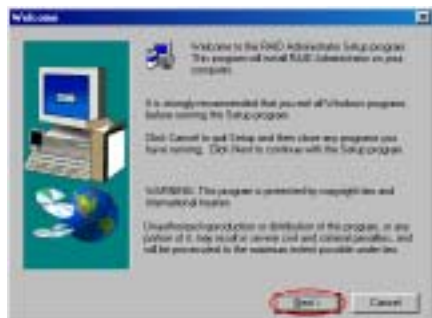 Welcome
Welcome to the RAID Administrator Setup program.
This program will install RAID Administrator on your
computer.
It is strongly recommended that you exit all Windows programs
before running this Setup program.
Click Cancel to quit Setup and then close any programs you
have running. Click Next to continue with the Setup program.
WARNING: This program is protected by copyright law and
international treaties.
Unauthorized reproduction or distribution of this program, or any
portion of it, may result in severe civil and criminal penalties, and
will be prosecuted to the maximum extent possible under law.
Next >
Cancel